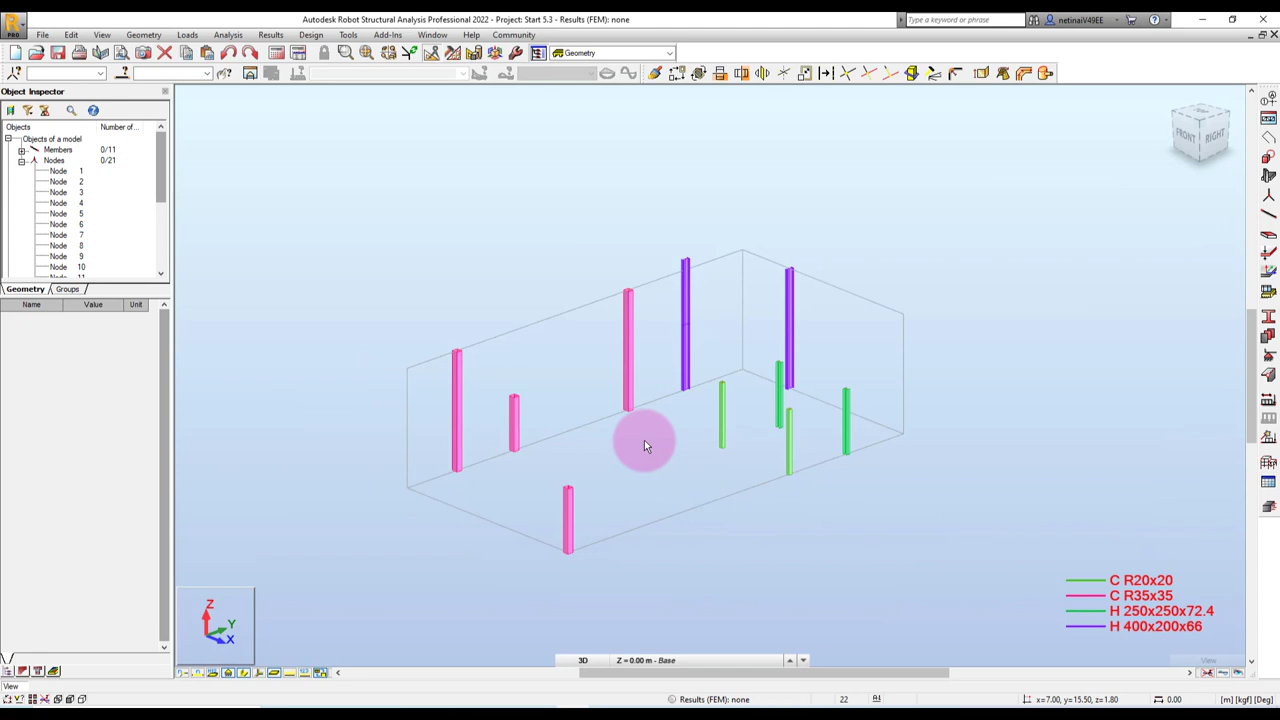 PRO
Autodesk Robot Structural Analysis Professional 2022 - Project: Start 5.3 - Results (FEM): none
Type a keyword or phrase
netinaiV49EE
File Edit View Geometry Loads Analysis Results Design Tools Add-Ins Window Help Community
Geometry
Object Inspector
Objects Number of...
Objects of a model
Members 0/11
Nodes 0/21
Node 1
Node 2
Node 3
Node 4
Node 5
Node 6
Node 7
Node 8
Node 9
Node 10
Geometry Groups
Name Value Unit
FRONT RIGHT
C R20x20
C R35x35
H 250x250x72.4
H 400x200x66
Z
Y
X
3D Z = 0.00 m - Base
View
View
Results (FEM): none 22 x=7.00, y=15.50, z=1.80 0.00 [m] [kgf] [Deg]